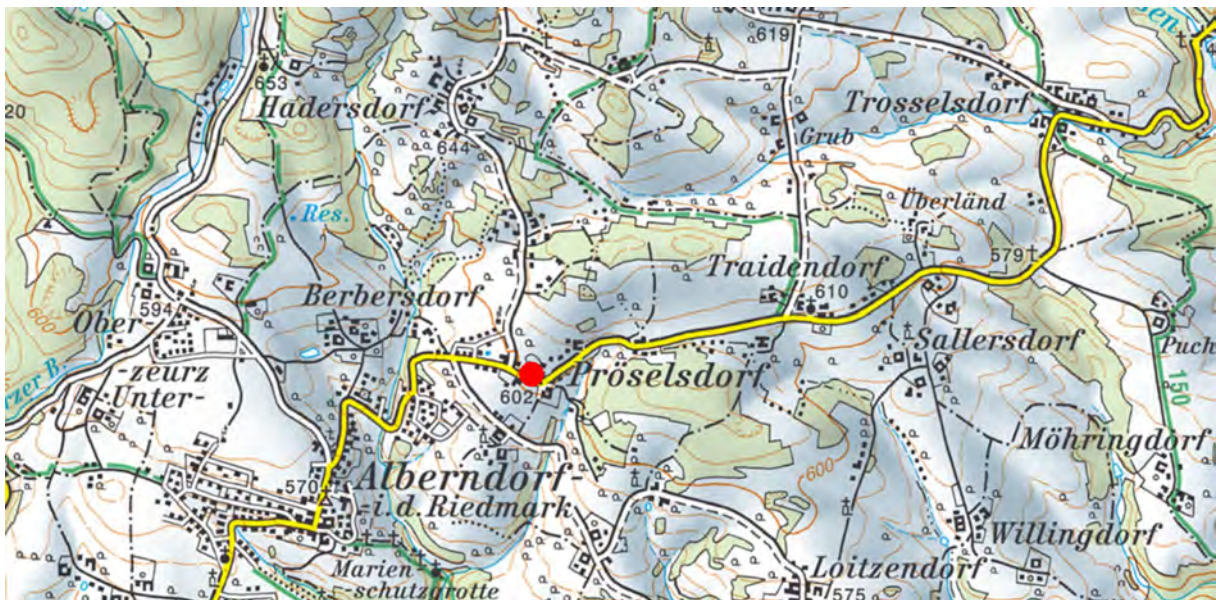 619
653
Hadersdorf
Trosselsdorf
20
Grub
644
Res.
Überländ
579
Traidendorf
610
Berbersdorf
594
Ober-
Sallersdorf
Puch
-zeurz
Pröselsdorf
602
Unter-
150
Möhringdorf
600
600
570
Alberndorf-
-i.d. Riedmark
Willingdorf
Loitzendorf
Marien
-schutzgrotte
575